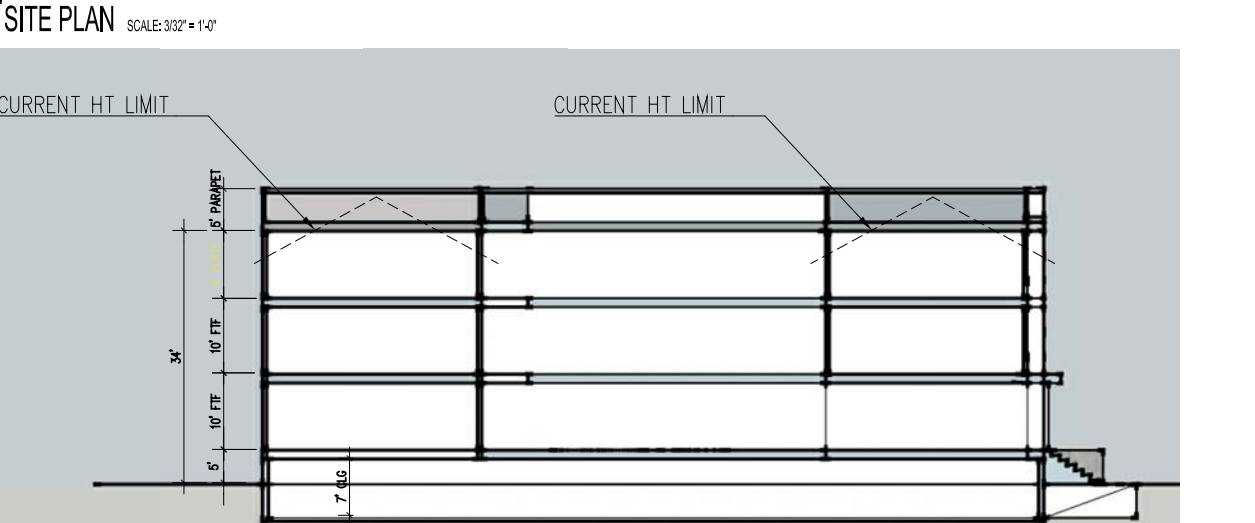 SITE PLAN SCALE: 3/32" = 1'-0"
CURRENT HT LIMIT
CURRENT HT LIMIT
5' PARAPET
10' FTF
34'
10' FTF
5'
7' CLG